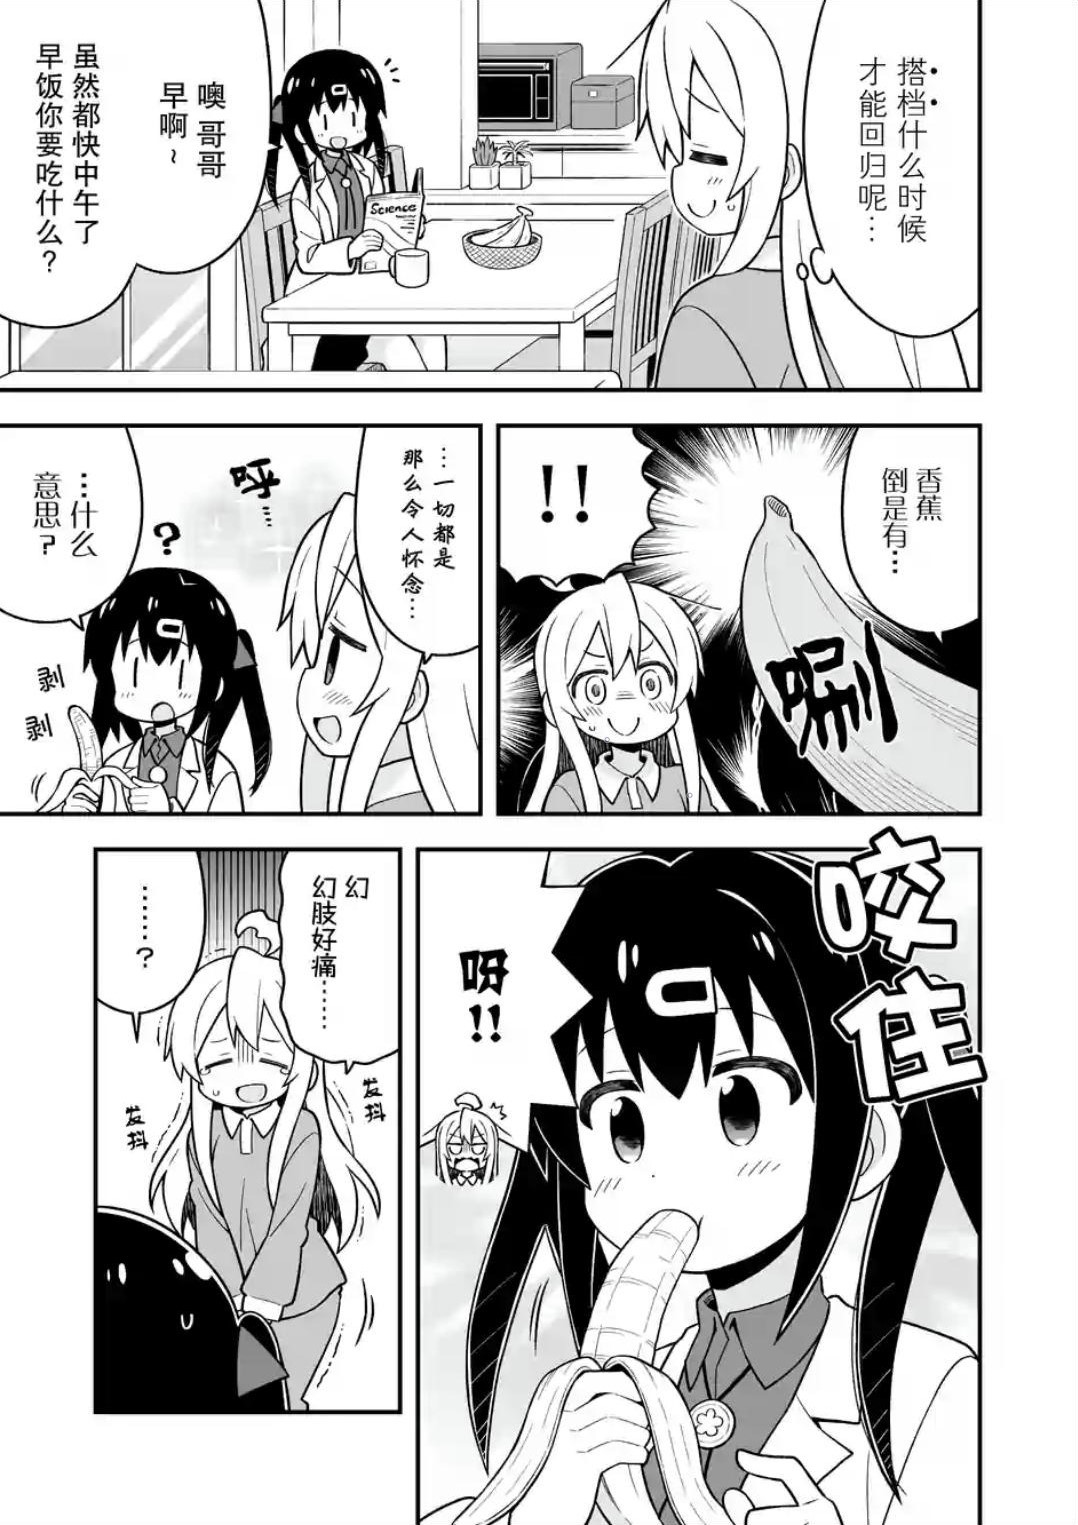 搭档什么时候
才能回归呢…
噢哥哥
早啊~
虽然都快中午了
早饭你要吃什么?
Science
香蕉
倒是有…
!!
唰
…一切都是
那么令人怀念…
呀…
…什么
意思?
?
剥
剥
咬住
呀!!
幻
幻肢好痛……
……?
发抖
发抖